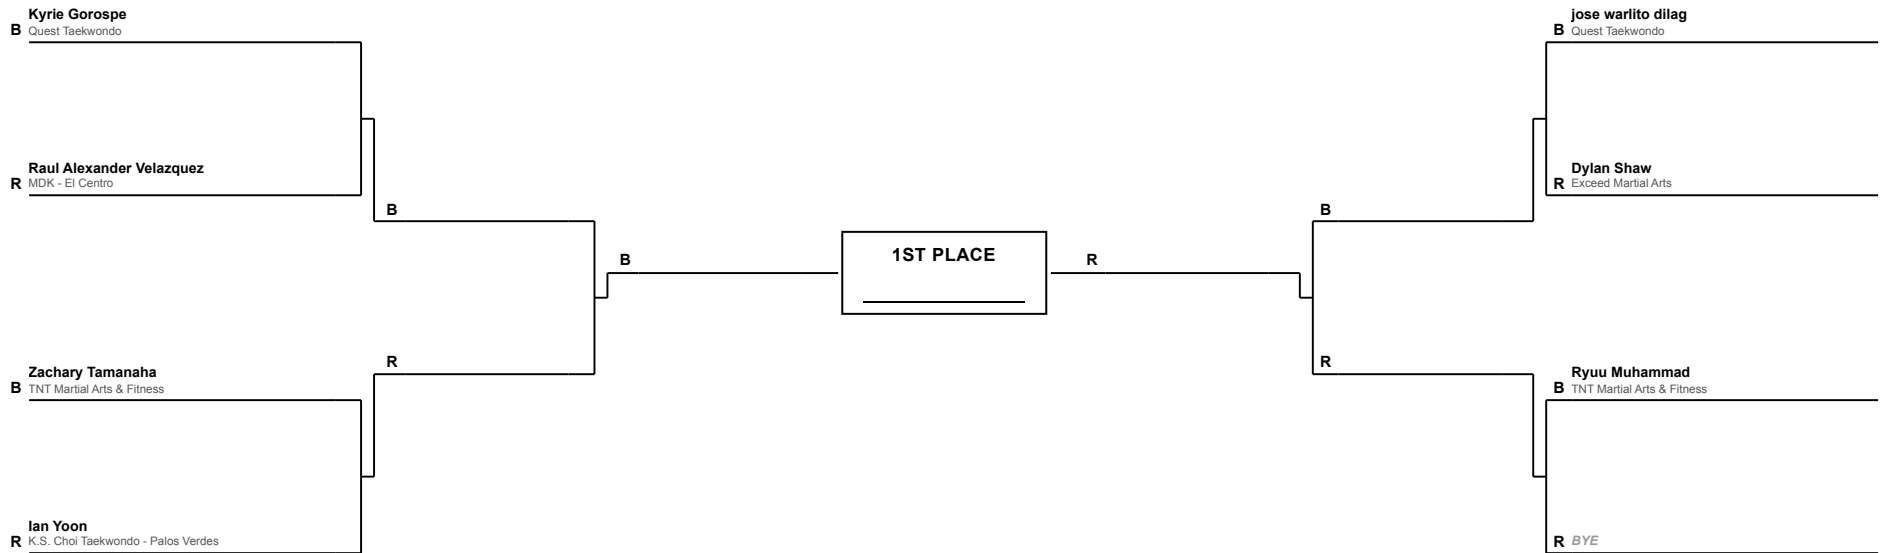 Kyrie Gorospe
B Quest Taekwondo
Raul Alexander Velazquez
R MDK - El Centro
B
B
Zachary Tamanaha
B TNT Martial Arts & Fitness
R
Ian Yoon
R K.S. Choi Taekwondo - Palos Verdes
1ST PLACE
jose warlito dilag
B Quest Taekwondo
Dylan Shaw
R Exceed Martial Arts
B
R
R
Ryuu Muhammad
B TNT Martial Arts & Fitness
R BYE